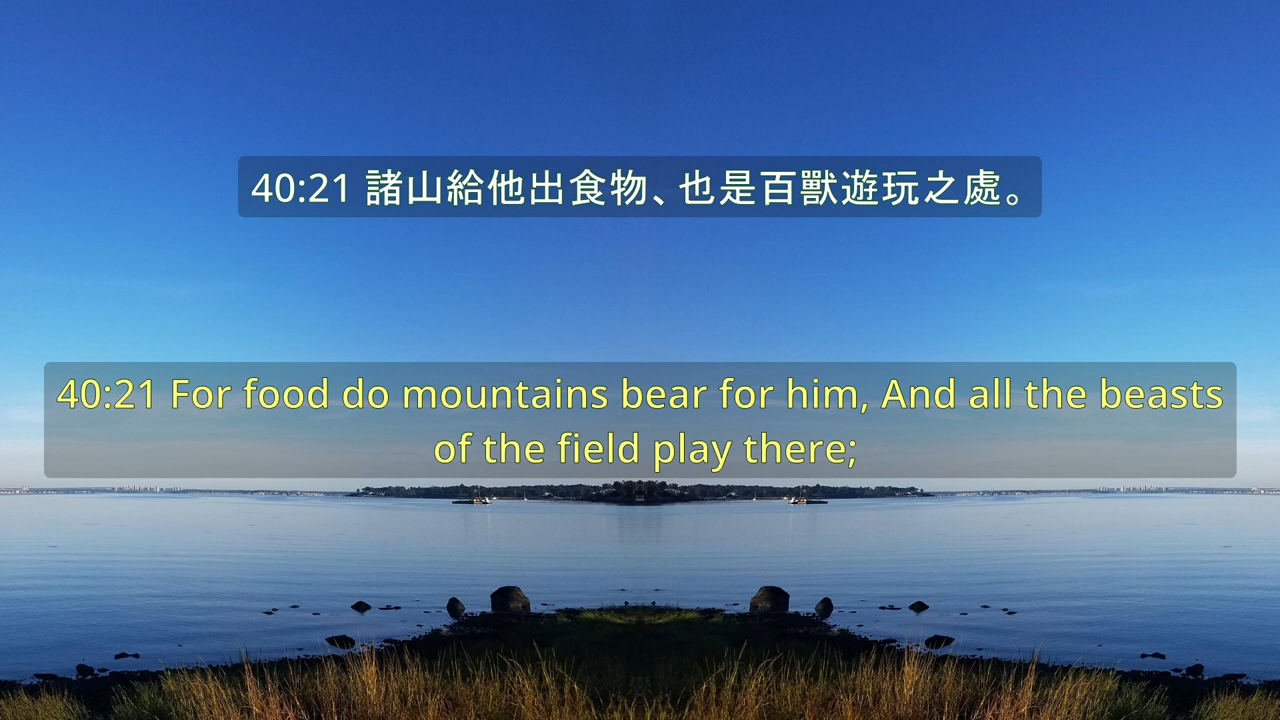 40:21 諸山給他出食物、也是百獸遊玩之處。
40:21 For food do mountains bear for him, And all the beasts
of the field play there;